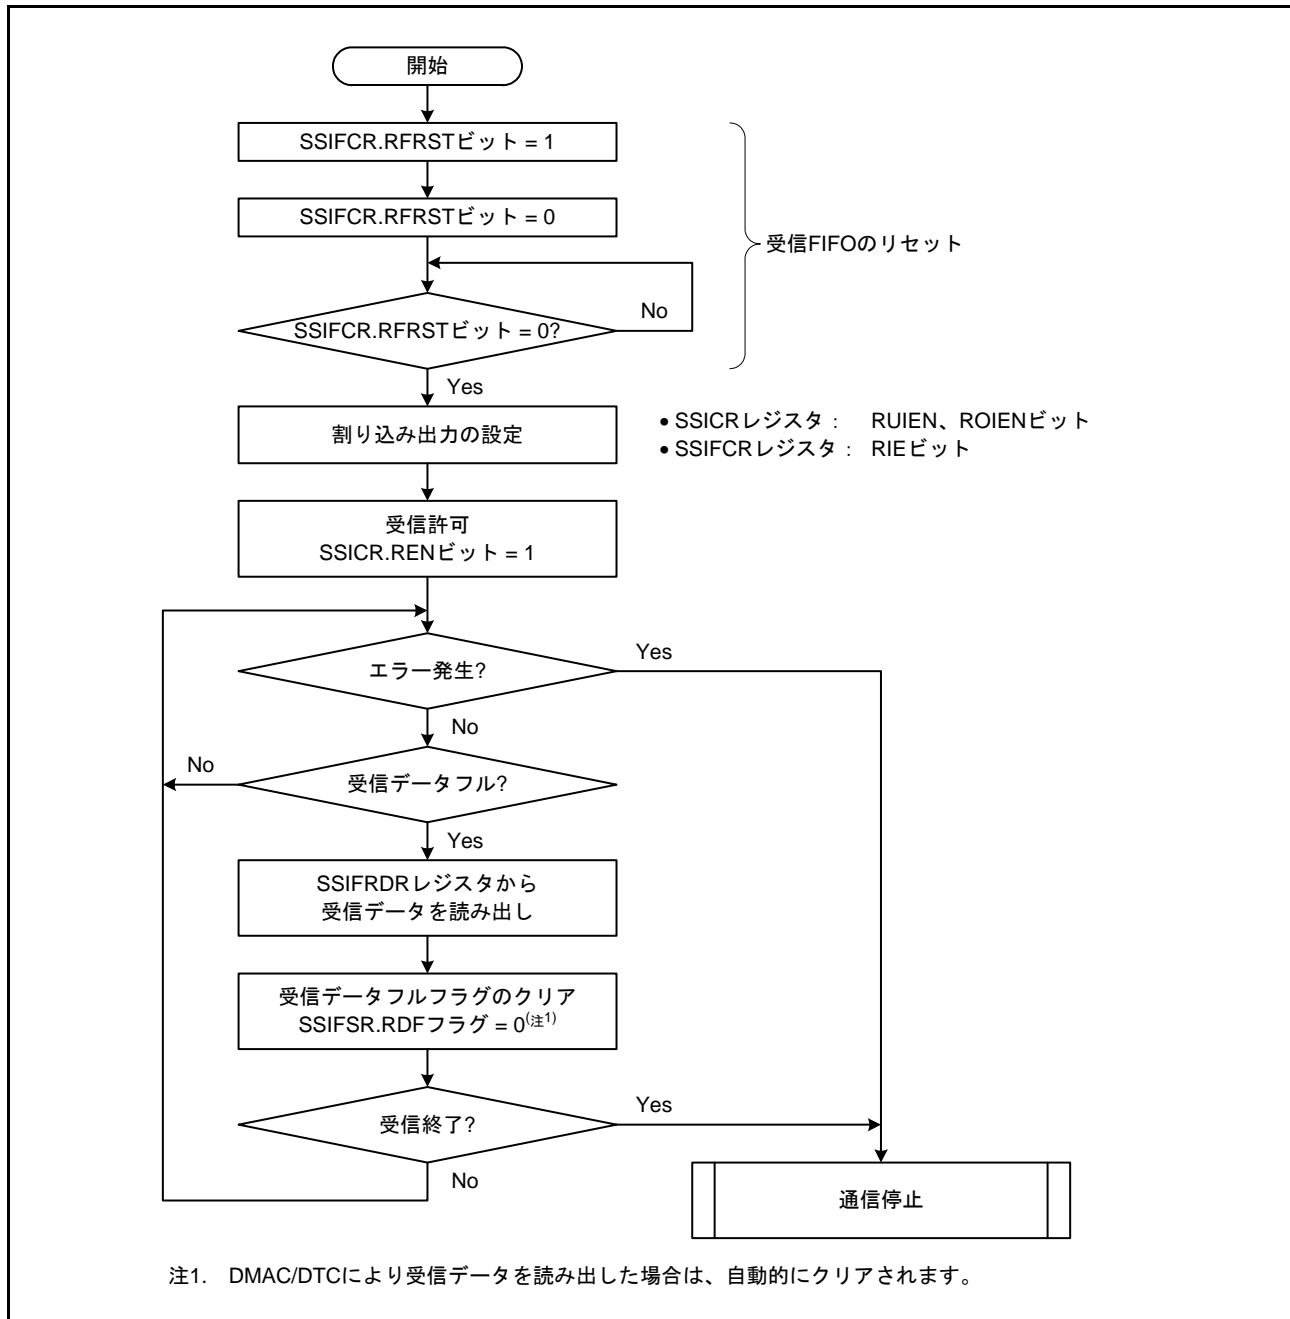 開始
SSIFCR.RFRSTビット = 1
SSIFCR.RFRSTビット = 0
受信FIFOのリセット
SSIFCR.RFRSTビット = 0?
No
Yes
割り込み出力の設定
• SSICRレジスタ： RUIEN、ROIENビット
• SSIFCRレジスタ： RIEビット
受信許可
SSICR.RENビット = 1
エラー発生?
Yes
No
受信データフル?
No
Yes
SSIFRDRレジスタから
受信データを読み出し
受信データフルフラグのクリア
SSIFSR.RDFフラグ = 0(注1)
受信終了?
Yes
No
通信停止
注1. DMAC/DTCにより受信データを読み出した場合は、自動的にクリアされます。